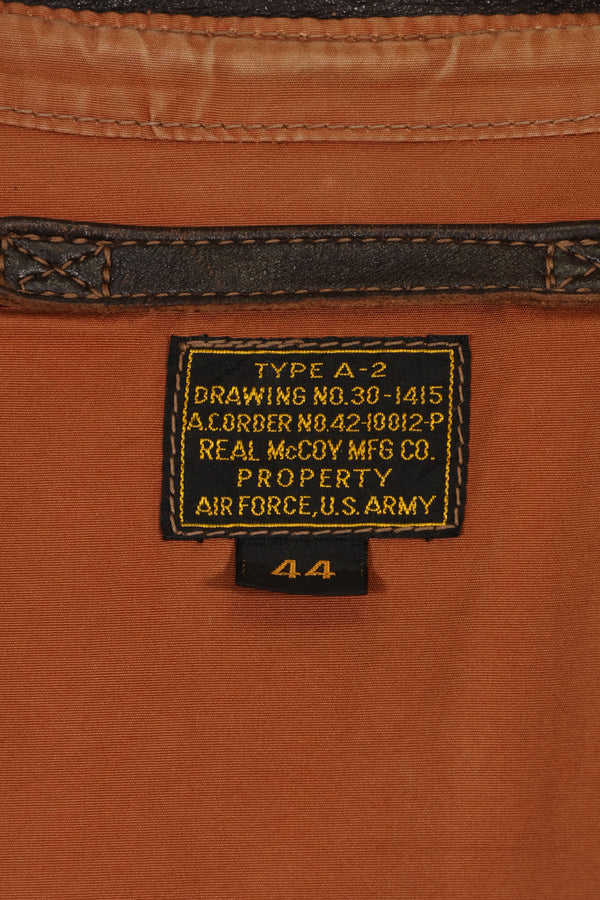 TYPE A-2
DRAWING NO.30-1415
A.C.ORDER NO.42-10012-P
REAL McCOY MFG CO.
PROPERTY
AIR FORCE,U.S.ARMY
44